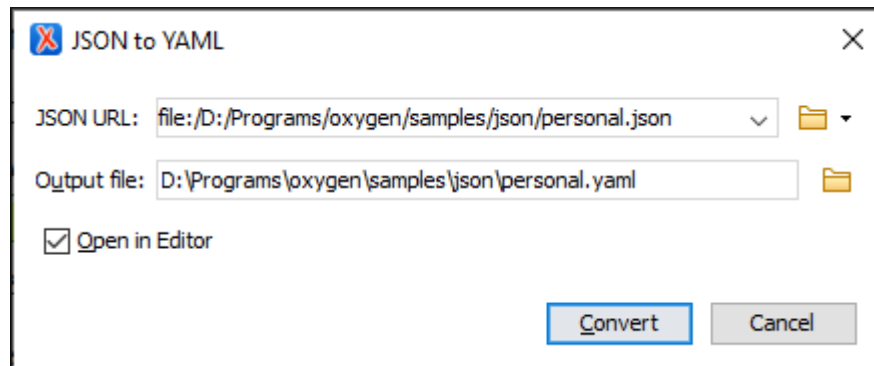 JSON to YAML
JSON URL: file:/D:/Programs/oxygen/samples/json/personal.json
Output file: D:\Programs\oxygen\samples\json\personal.yaml
Open in Editor
Convert Cancel